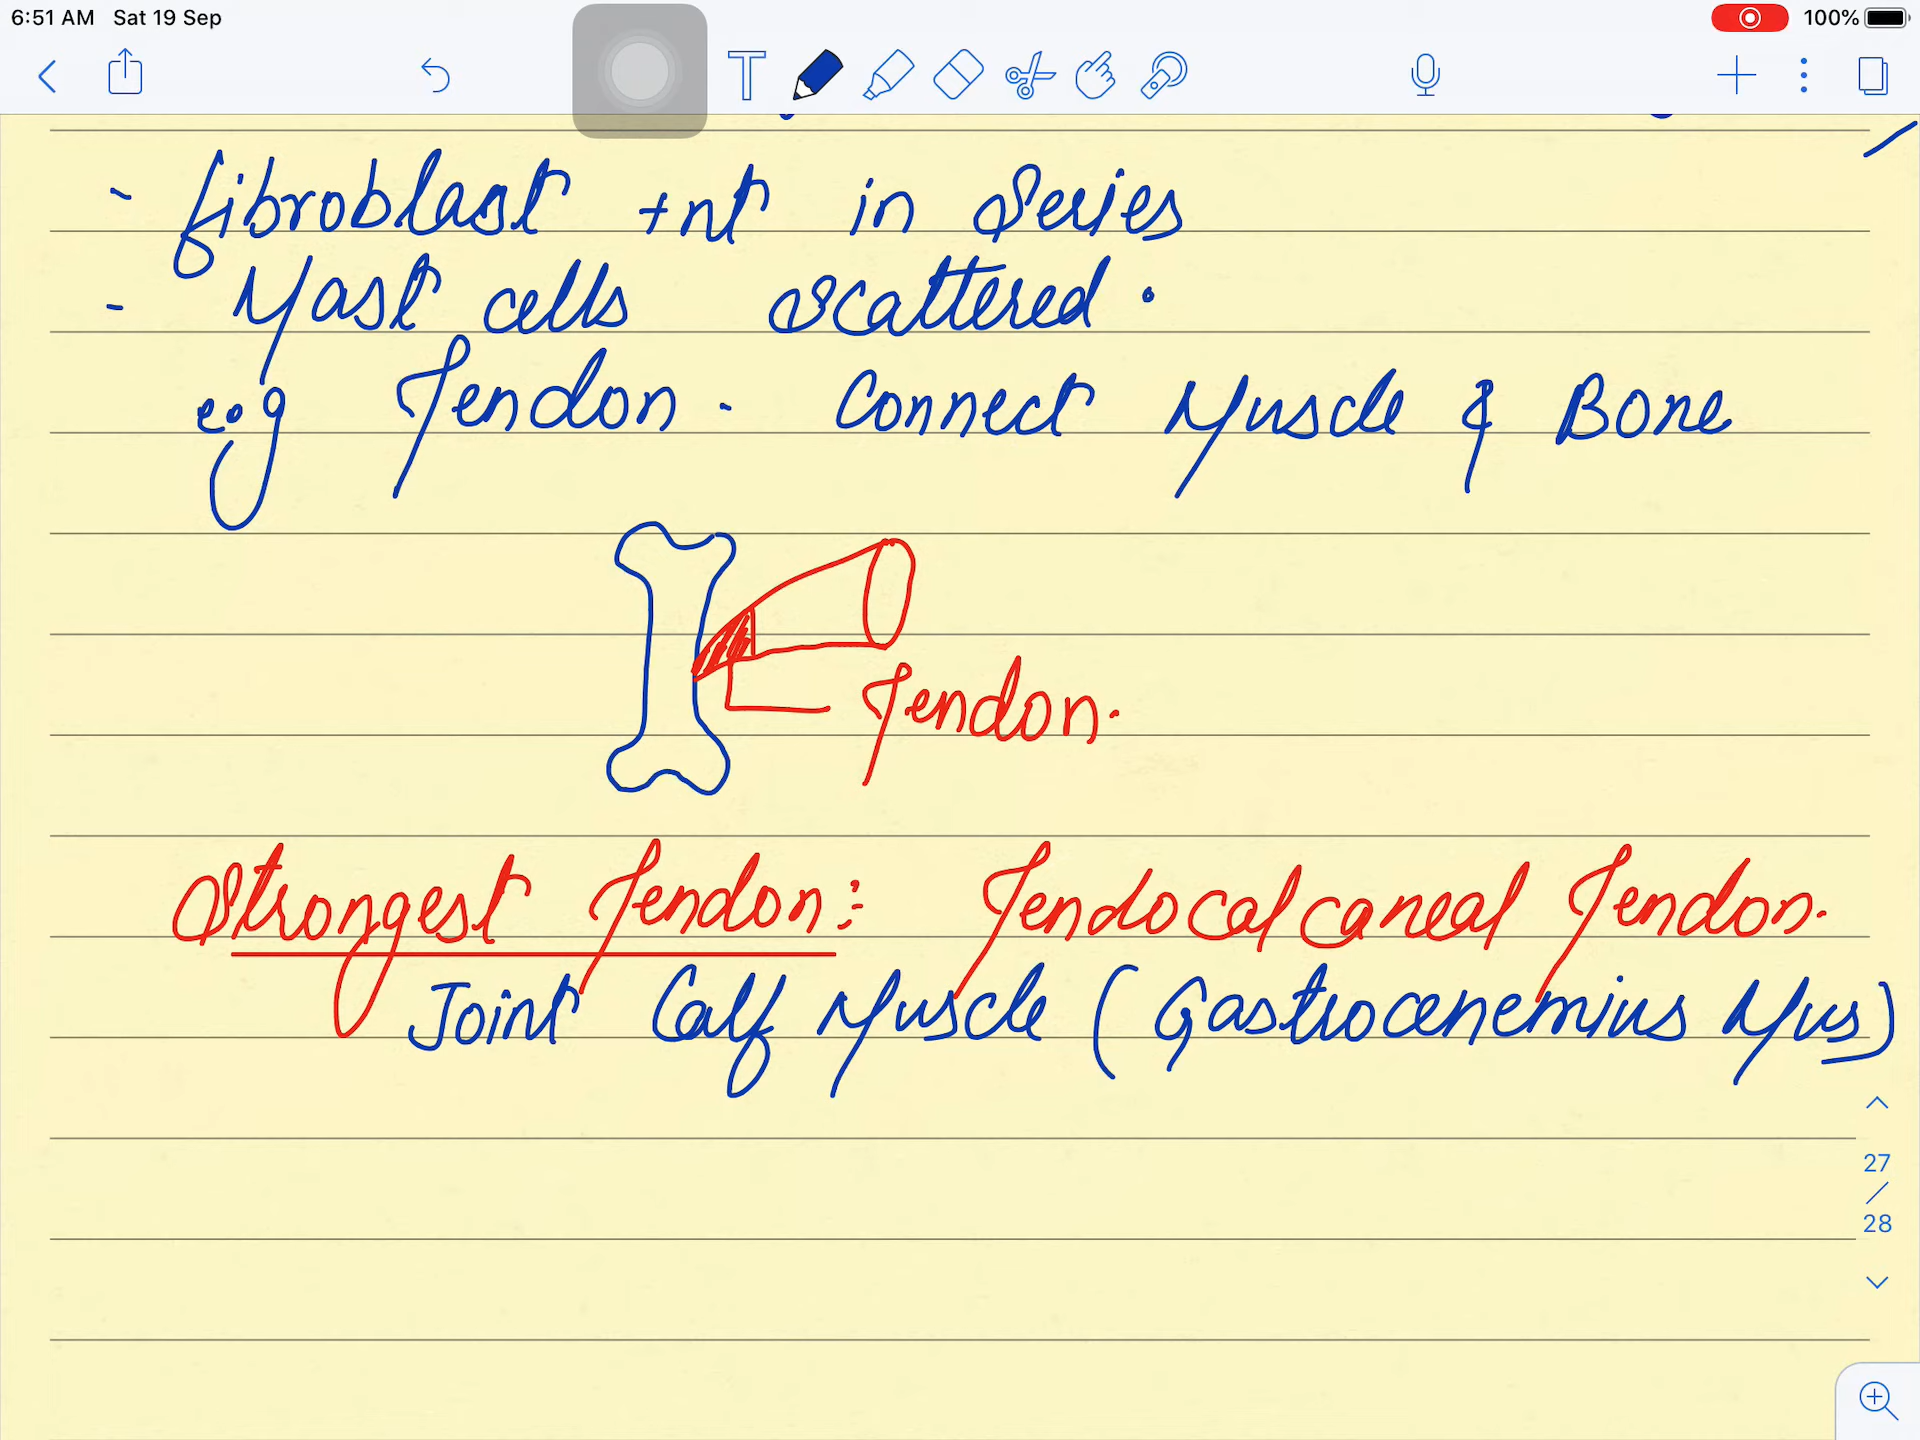 6:51 AM Sat 19 Sep 100%
- fibroblast +nt in Series
- Mast cells scattered.
e.g Tendon. Connect Muscle & Bone
Tendon.
Strongest Tendon:- Tendocalcaneal Tendon.
Joint Calf Muscle (Gastrocenemius Mus)
27
/
28